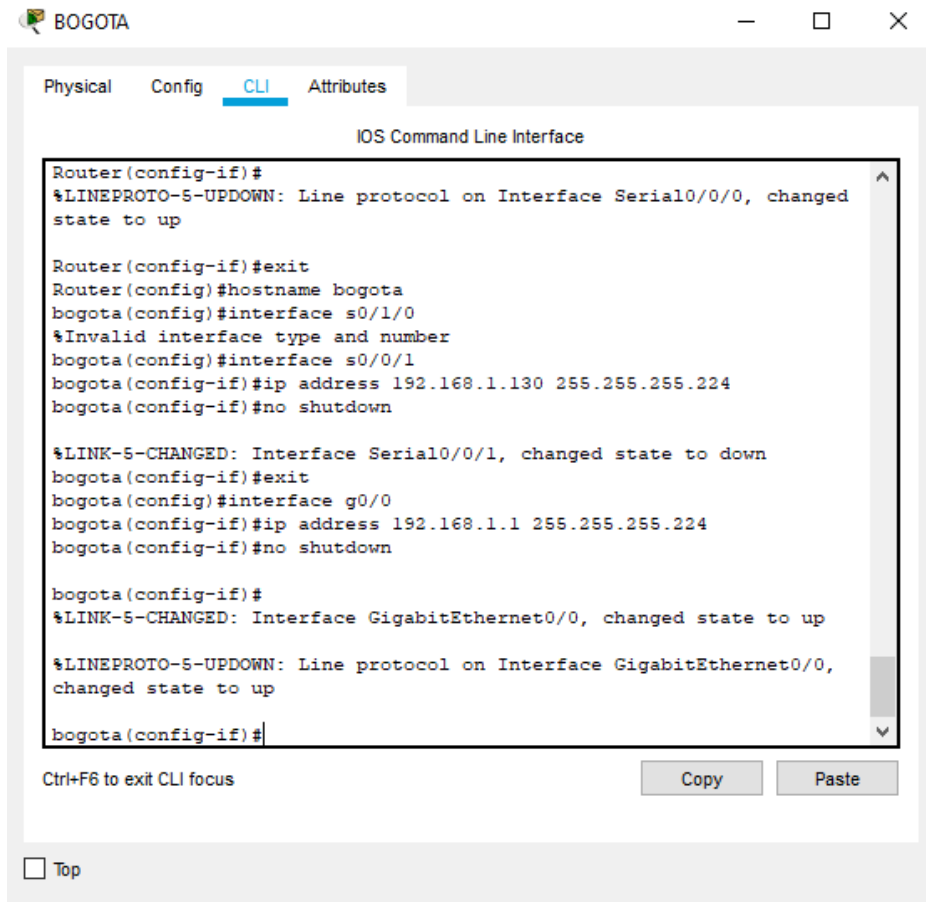 BOGOTA
Physical Config CLI Attributes
IOS Command Line Interface
Router(config-if)#
%LINEPROTO-5-UPDOWN: Line protocol on Interface Serial0/0/0, changed
state to up
Router(config-if)#exit
Router(config)#hostname bogota
bogota(config)#interface s0/1/0
%Invalid interface type and number
bogota(config)#interface s0/0/1
bogota(config-if)#ip address 192.168.1.130 255.255.255.224
bogota(config-if)#no shutdown
%LINK-5-CHANGED: Interface Serial0/0/1, changed state to down
bogota(config-if)#exit
bogota(config)#interface g0/0
bogota(config-if)#ip address 192.168.1.1 255.255.255.224
bogota(config-if)#no shutdown
bogota(config-if)#
%LINK-5-CHANGED: Interface GigabitEthernet0/0, changed state to up
%LINEPROTO-5-UPDOWN: Line protocol on Interface GigabitEthernet0/0,
changed state to up
bogota(config-if)#
Ctrl+F6 to exit CLI focus Copy Paste
Top